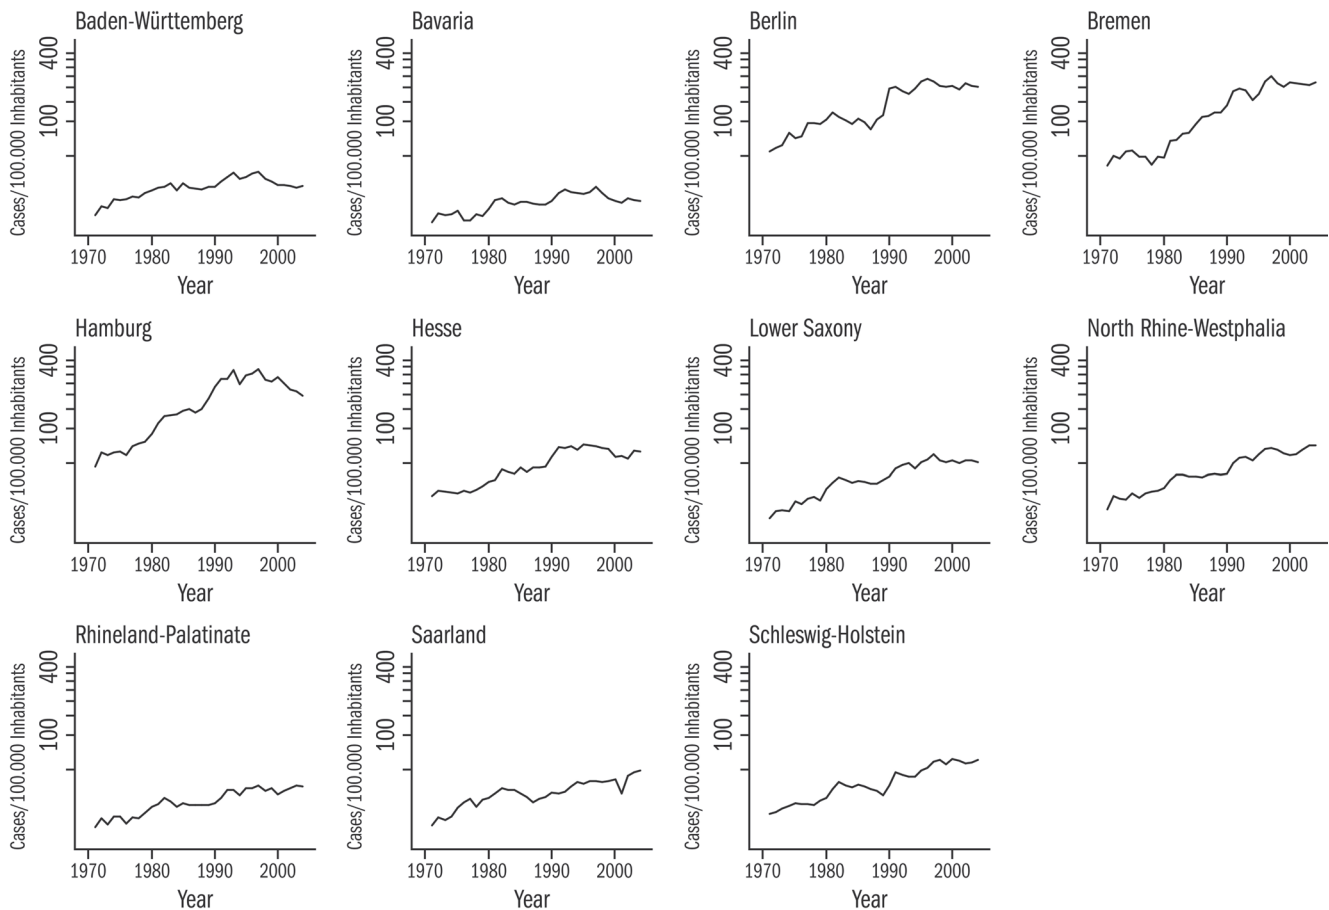 Baden-Württemberg
Cases/100.000 Inhabitants
400
100
1970 1980 1990 2000
Year
Bavaria
Cases/100.000 Inhabitants
400
100
1970 1980 1990 2000
Year
Berlin
Cases/100.000 Inhabitants
400
100
1970 1980 1990 2000
Year
Bremen
Cases/100.000 Inhabitants
400
100
1970 1980 1990 2000
Year
Hamburg
Cases/100.000 Inhabitants
400
100
1970 1980 1990 2000
Year
Hesse
Cases/100.000 Inhabitants
400
100
1970 1980 1990 2000
Year
Lower Saxony
Cases/100.000 Inhabitants
400
100
1970 1980 1990 2000
Year
North Rhine-Westphalia
Cases/100.000 Inhabitants
400
100
1970 1980 1990 2000
Year
Rhineland-Palatinate
Cases/100.000 Inhabitants
400
100
1970 1980 1990 2000
Year
Saarland
Cases/100.000 Inhabitants
400
100
1970 1980 1990 2000
Year
Schleswig-Holstein
Cases/100.000 Inhabitants
400
100
1970 1980 1990 2000
Year